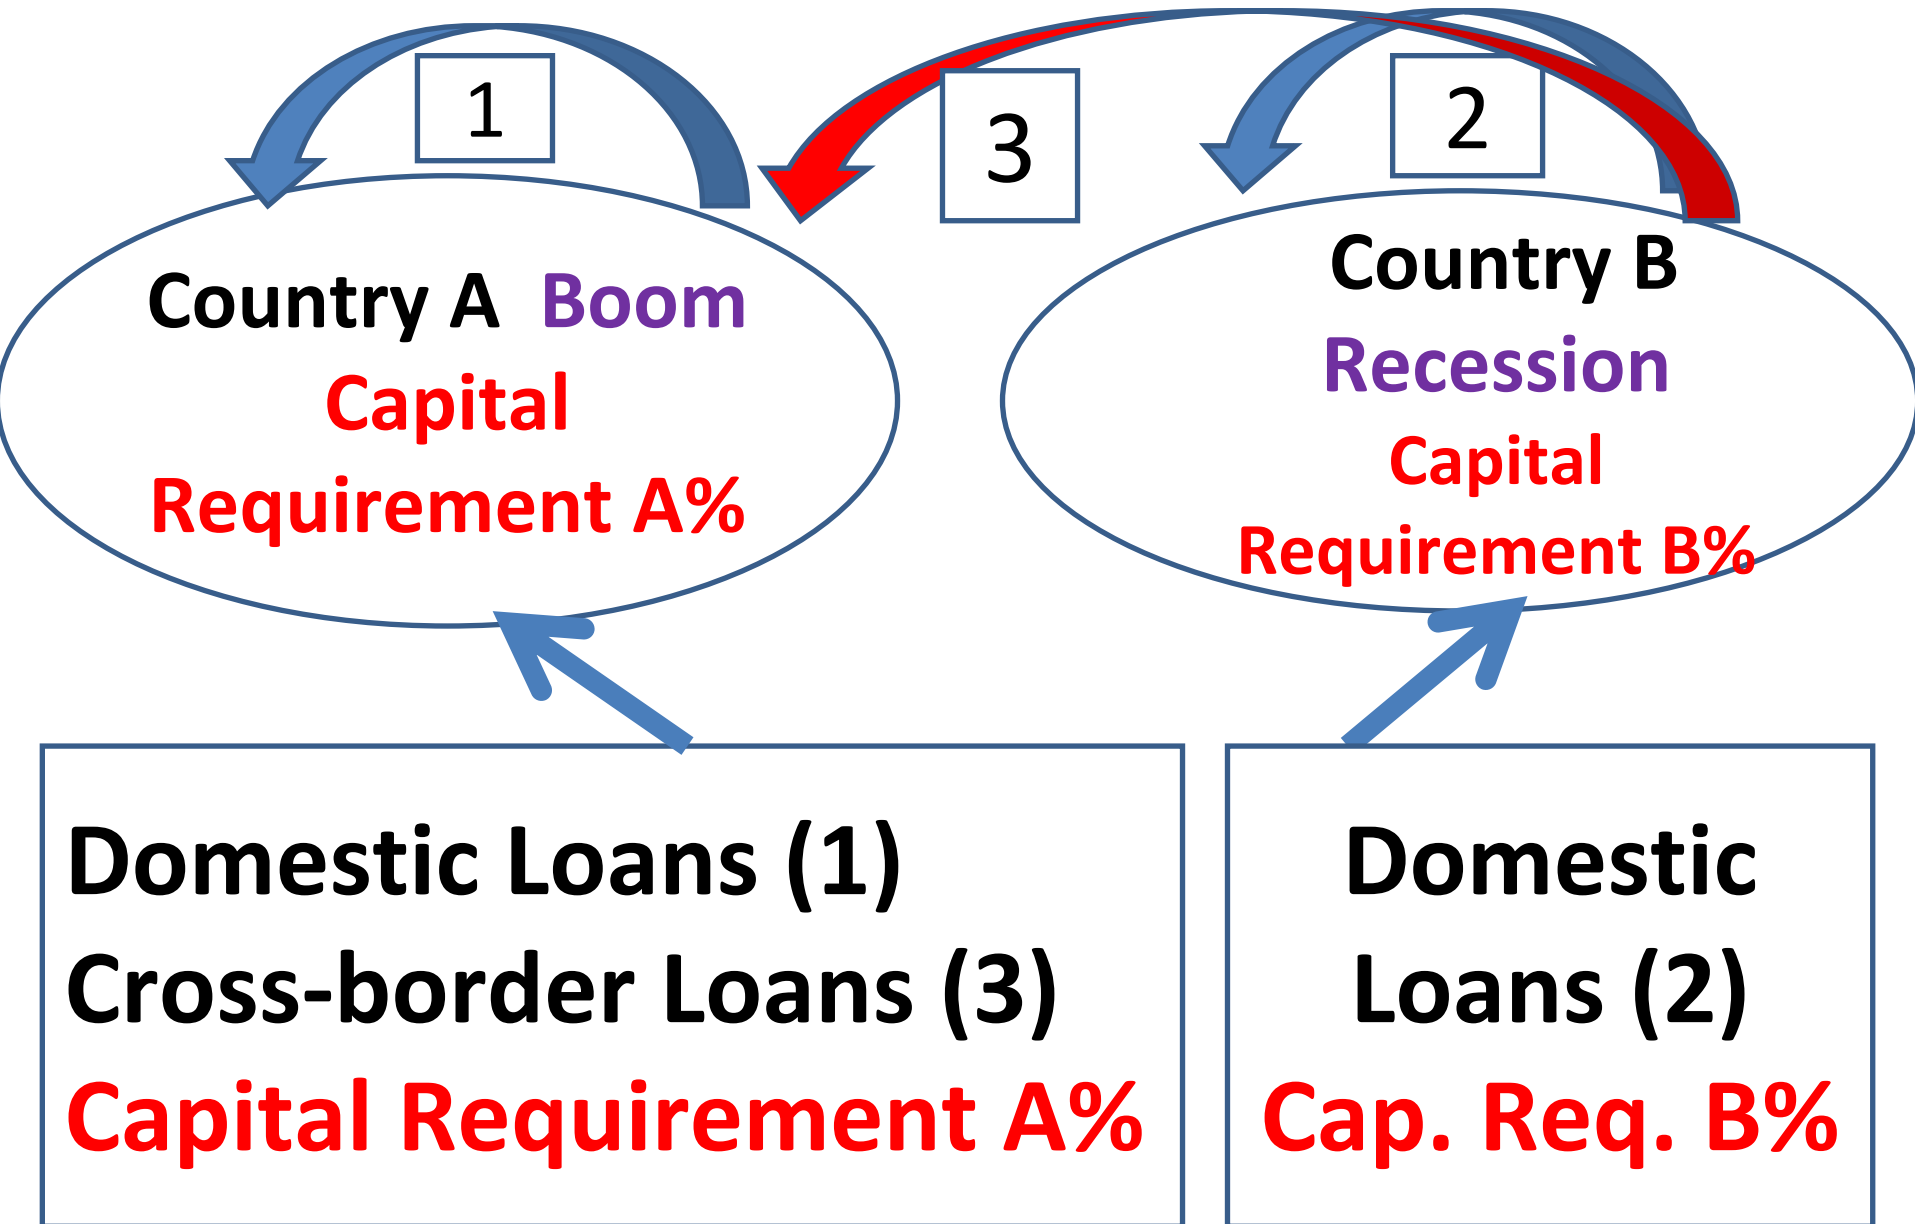 1
3
2
Country A  Boom
Capital
Requirement A%
Country B
Recession
Capital
Requirement B%
Domestic Loans (1)
Cross-border Loans (3)
Capital Requirement A%
Domestic
Loans (2)
Cap. Req. B%